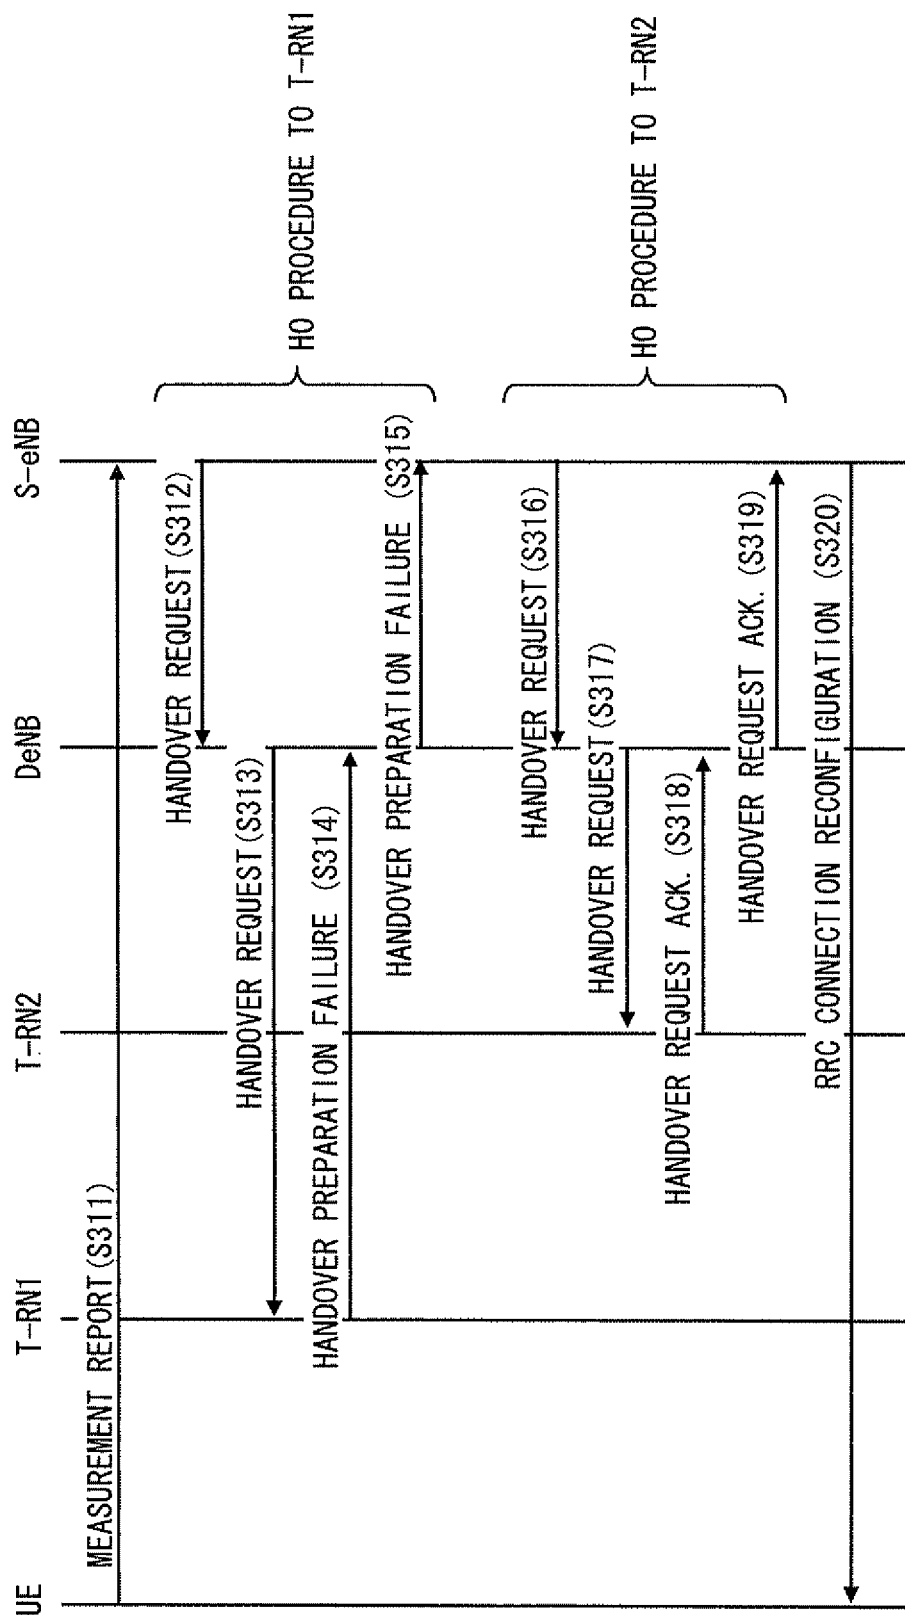 UE
T-RN1
T-RN2
DeNB
S-eNB
MEASUREMENT REPORT(S311)
HANDOVER REQUEST(S312)
HANDOVER REQUEST(S313)
HANDOVER PREPARATION FAILURE (S314)
HANDOVER PREPARATION FAILURE (S315)
HO PROCEDURE TO T-RN1
HANDOVER REQUEST(S316)
HANDOVER REQUEST(S317)
HANDOVER REQUEST ACK. (S318)
HANDOVER REQUEST ACK. (S319)
HO PROCEDURE TO T-RN2
RRC CONNECTION RECONFIGURATION (S320)